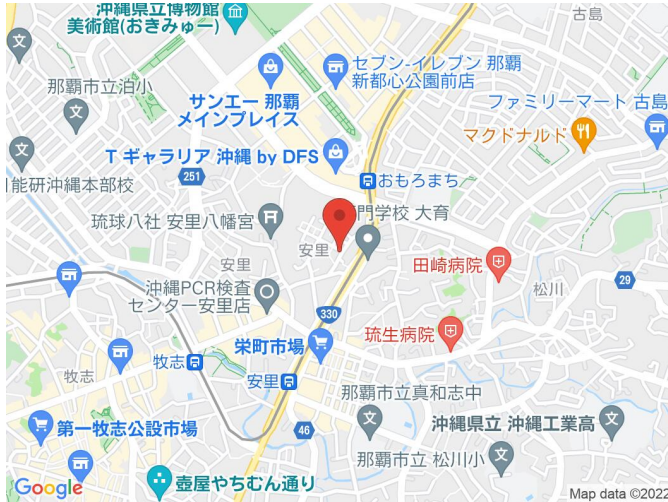 沖縄県立博物館
美術館(おきみゅー)
古島
セブン-イレブン 那覇
新都心公園前店
那覇市立泊小
文
サンエー 那覇
メインプレイス
ファミリーマート 古島
マクドナルド
T ギャラリア 沖縄 by DFS
能研沖縄本部校
251
おもろまち
琉球八社 安里八幡宮
門学校 大育
安里
田崎病院
安里
松川
29
沖縄PCR検査
センター安里店
330
琉生病院
栄町市場
牧志
牧志
安里
那覇市立真和志中
文
第一牧志公設市場
46
沖縄県立 沖縄工業高
文
那覇市立 松川小
文
文
壺屋やちむん通り
Google
Map data ©202